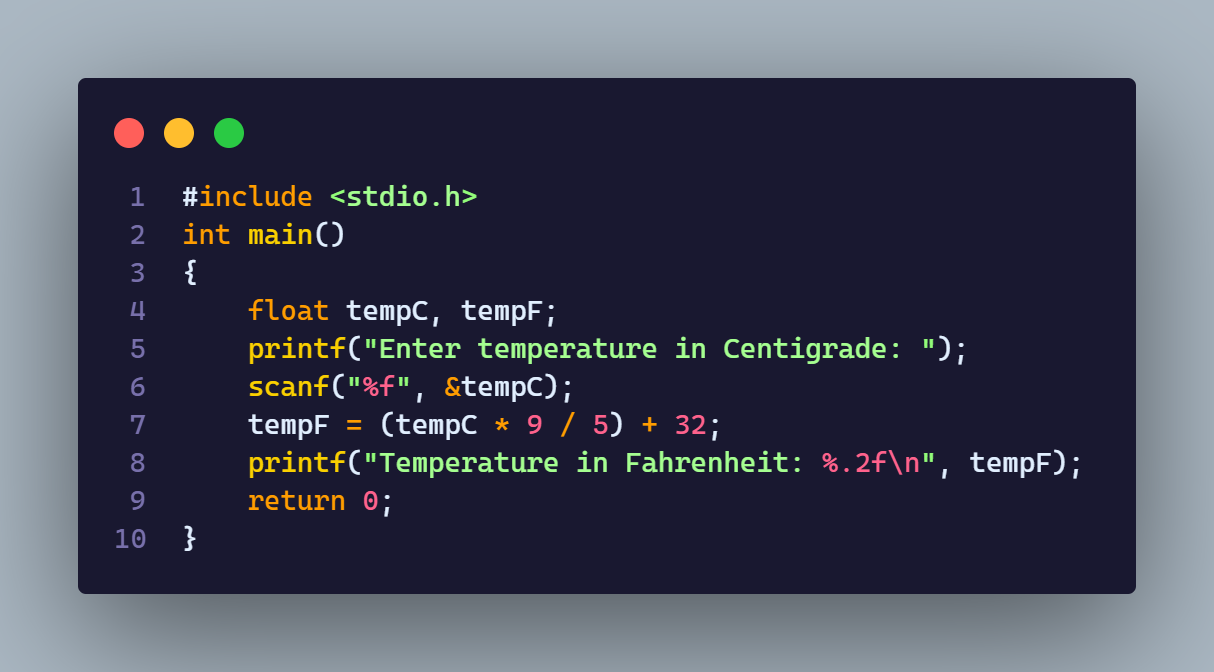 1 #include <stdio.h>
2 int main()
3 {
4     float tempC, tempF;
5     printf("Enter temperature in Centigrade: ");
6     scanf("%f", &tempC);
7     tempF = (tempC * 9 / 5) + 32;
8     printf("Temperature in Fahrenheit: %.2f\n", tempF);
9     return 0;
10 }